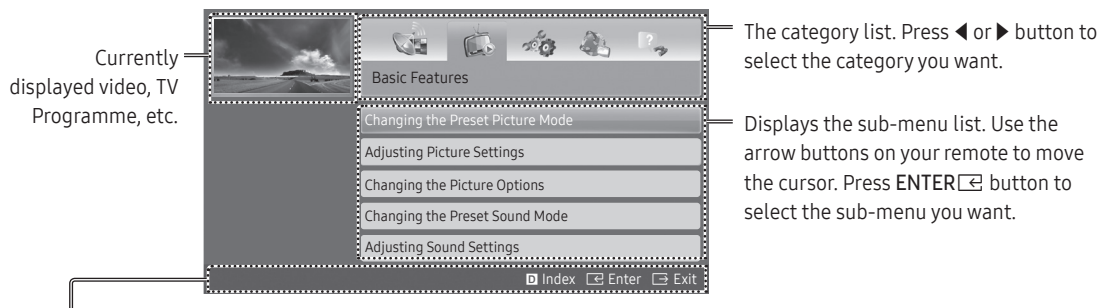 Currently
displayed video, TV
Programme, etc.
Basic Features
Changing the Preset Picture Mode
Adjusting Picture Settings
Changing the Picture Options
Changing the Preset Sound Mode
Adjusting Sound Settings
D Index Enter Exit
The category list. Press ◀ or ▶ button to
select the category you want.
Displays the sub-menu list. Use the
arrow buttons on your remote to move
the cursor. Press ENTER button to
select the sub-menu you want.